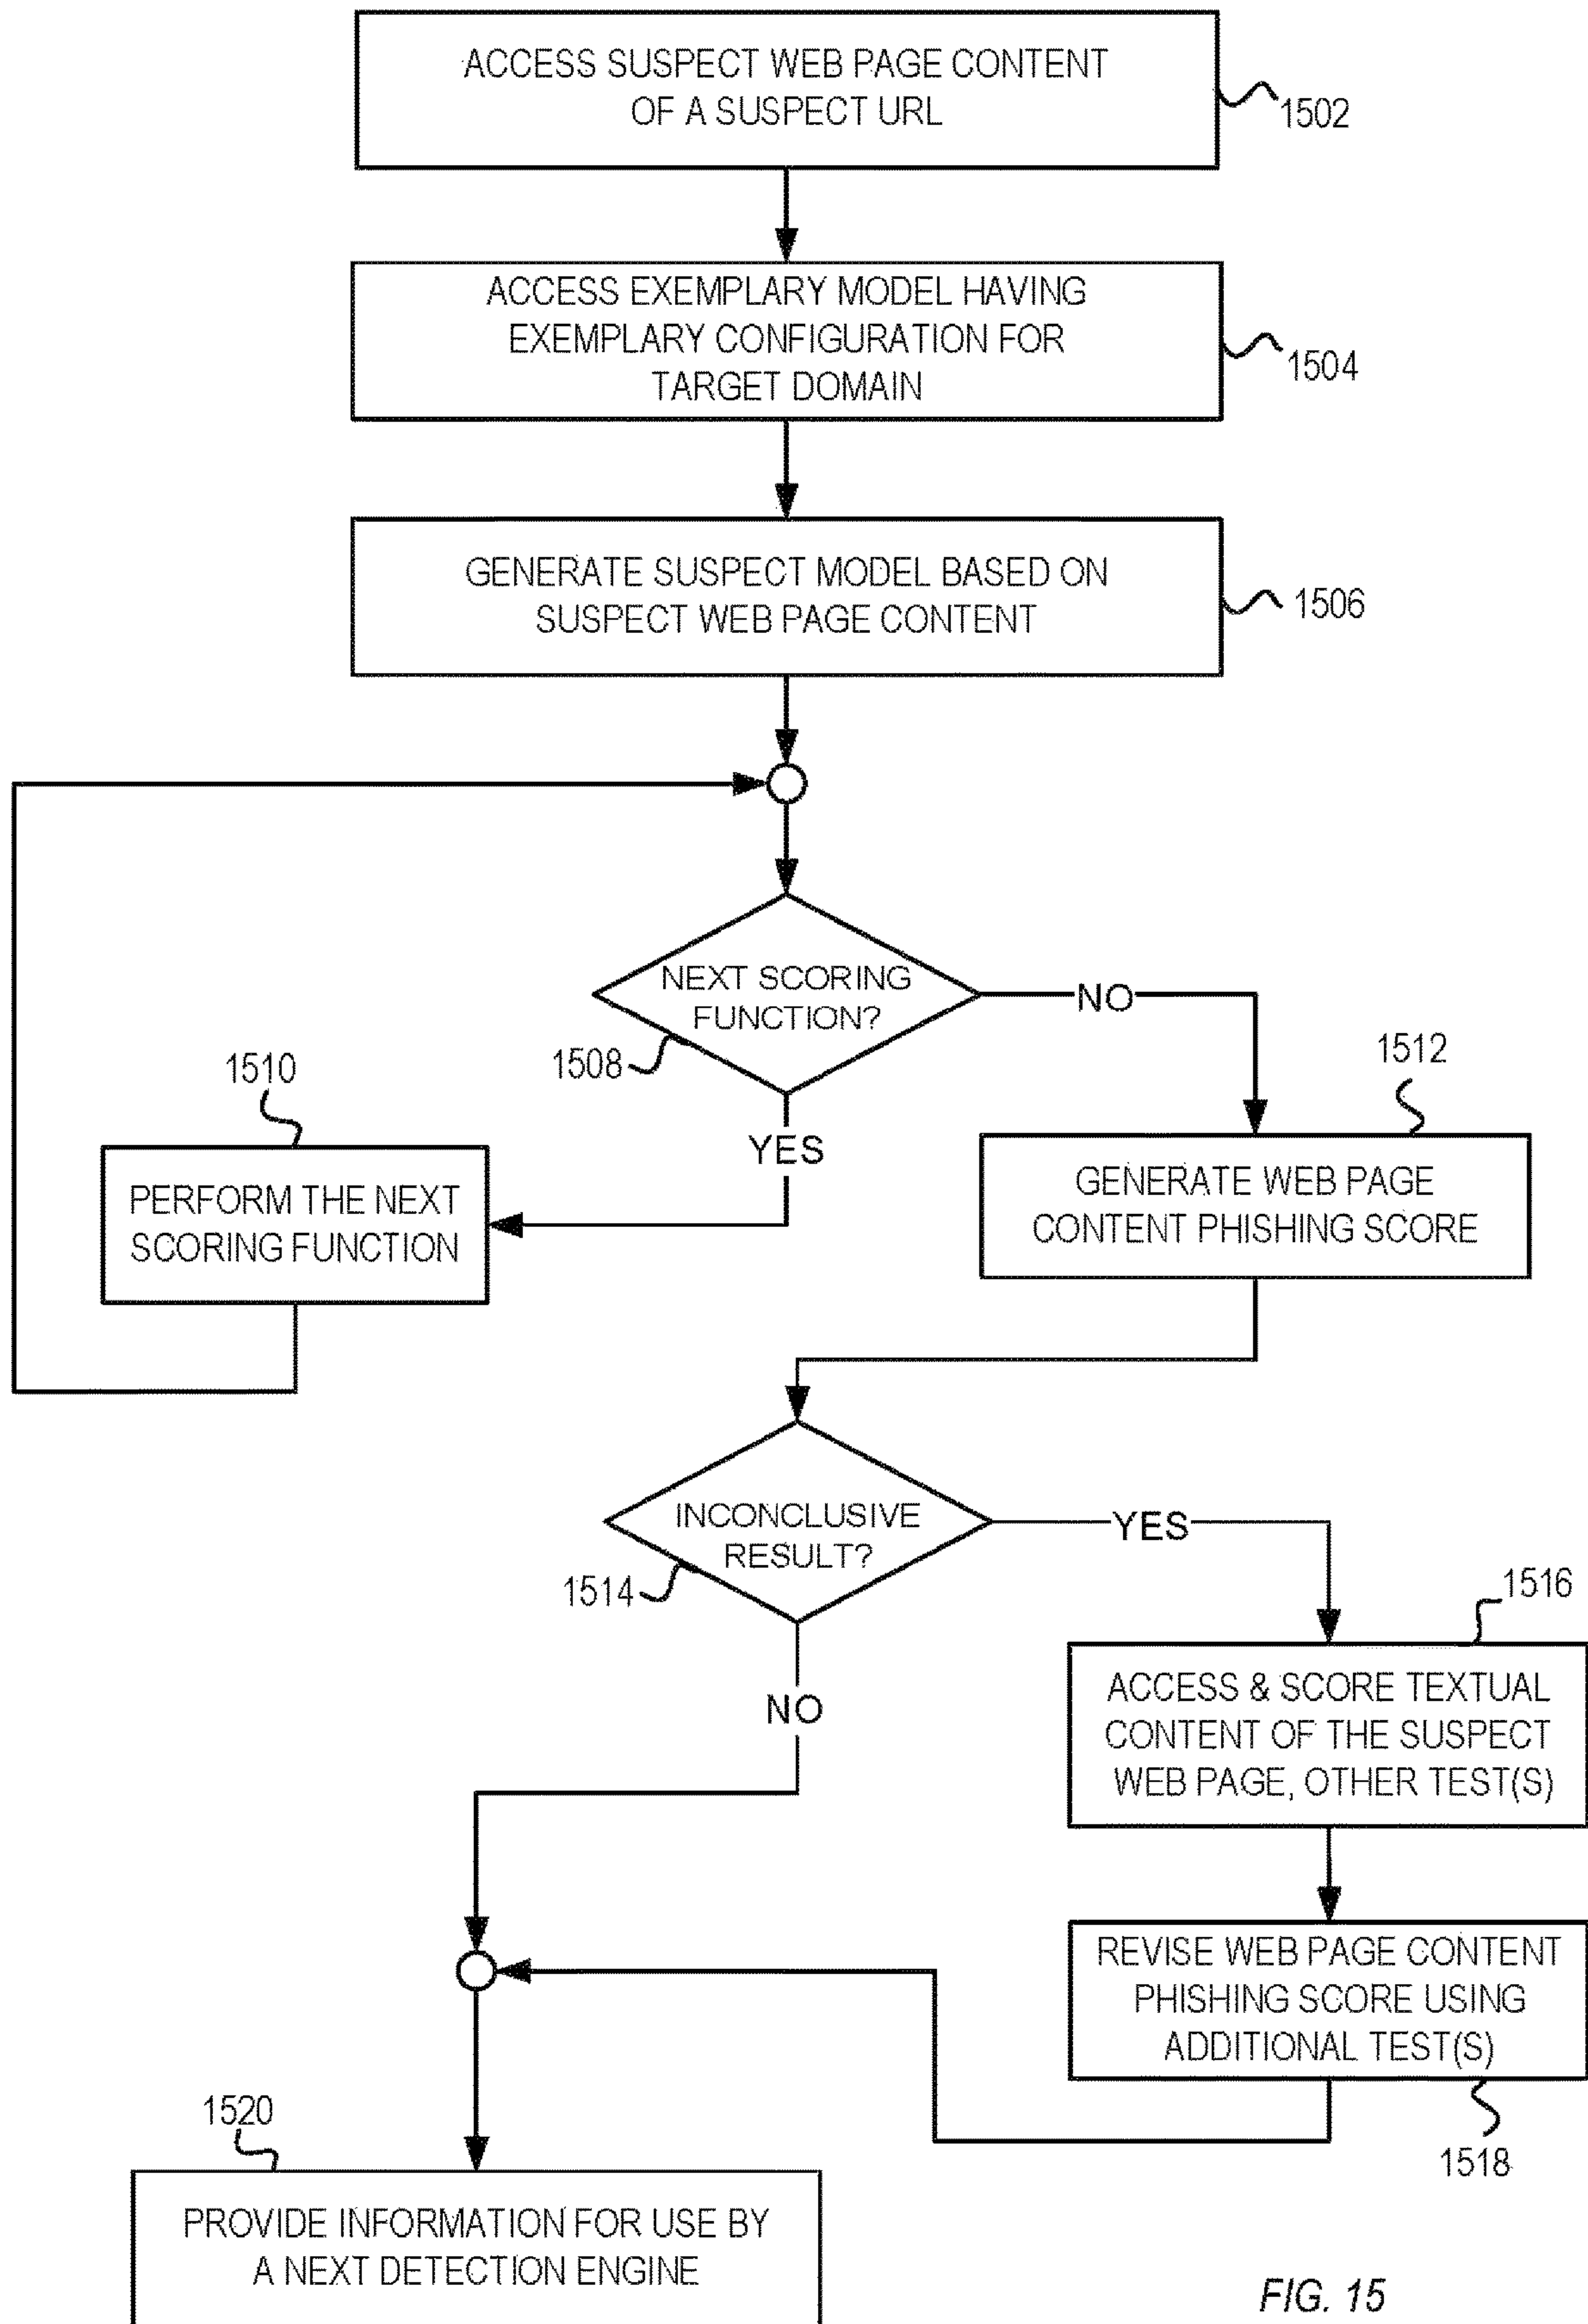 ACCESS SUSPECT WEB PAGE CONTENT
OF A SUSPECT URL
1502
ACCESS EXEMPLARY MODEL HAVING
EXEMPLARY CONFIGURATION FOR
TARGET DOMAIN
1504
GENERATE SUSPECT MODEL BASED ON
SUSPECT WEB PAGE CONTENT
1506
NEXT SCORING
FUNCTION?
1508
NO
YES
1510
PERFORM THE NEXT
SCORING FUNCTION
1512
GENERATE WEB PAGE
CONTENT PHISHING SCORE
INCONCLUSIVE
RESULT?
1514
YES
NO
1516
ACCESS & SCORE TEXTUAL
CONTENT OF THE SUSPECT
WEB PAGE, OTHER TEST(S)
REVISE WEB PAGE CONTENT
PHISHING SCORE USING
ADDITIONAL TEST(S)
1518
1520
PROVIDE INFORMATION FOR USE BY
A NEXT DETECTION ENGINE
FIG. 15